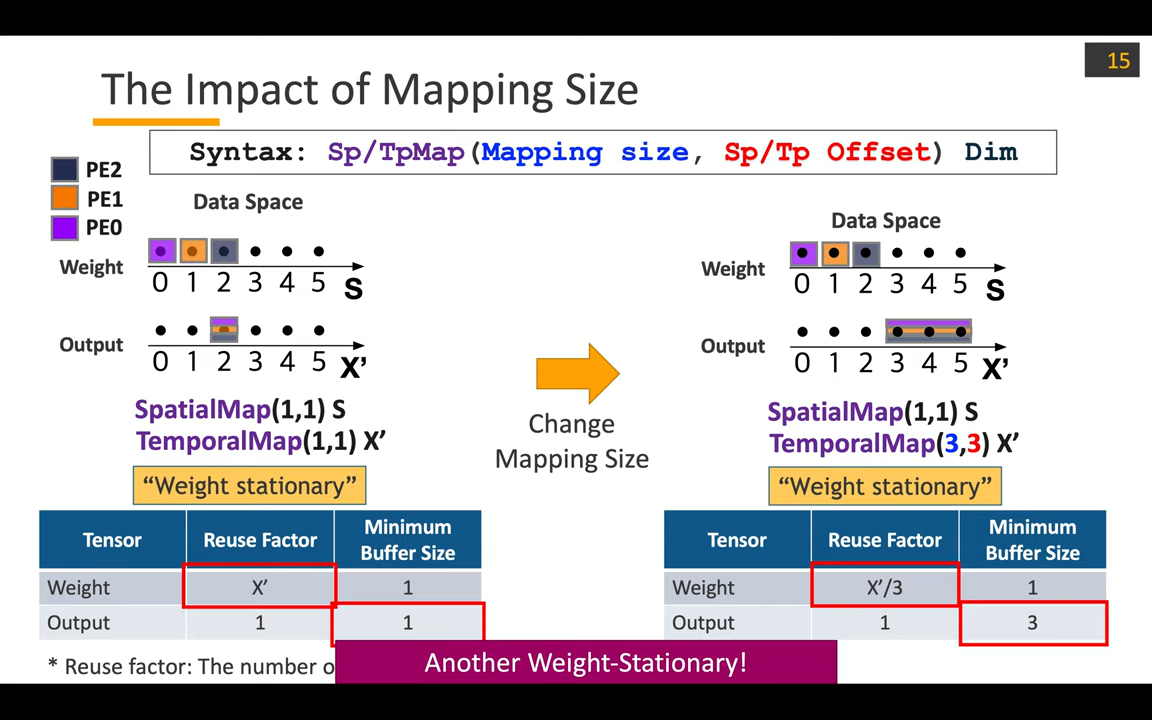 15
The Impact of Mapping Size
Syntax: Sp/TpMap(Mapping size, Sp/Tp Offset) Dim
PE2
PE1
PE0
Data Space
Weight
0 1 2 3 4 5 S
Output
0 1 2 3 4 5 X’
SpatialMap(1,1) S
TemporalMap(1,1) X’
“Weight stationary”
Tensor Reuse Factor Minimum Buffer Size
Weight X’ 1
Output 1 1
* Reuse factor: The number o
Change
Mapping Size
Data Space
Weight
0 1 2 3 4 5 S
Output
0 1 2 3 4 5 X’
SpatialMap(1,1) S
TemporalMap(3,3) X’
“Weight stationary”
Tensor Reuse Factor Minimum Buffer Size
Weight X’/3 1
Output 1 3
Another Weight-Stationary!